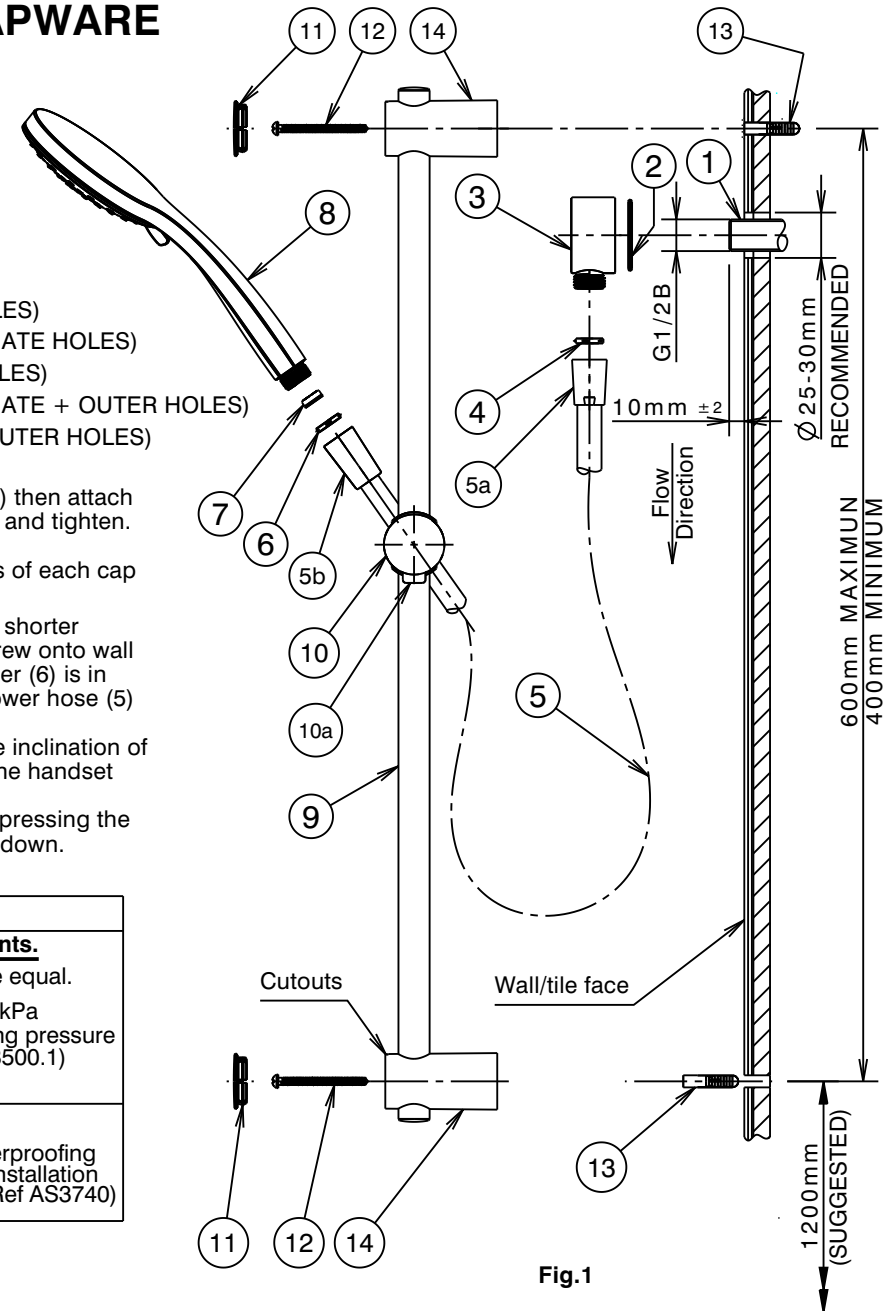 APWARE
11
12
14
13
8
3
2
1
LES)
ATE HOLES)
LES)
ATE + OUTER HOLES)
UTER HOLES)
) then attach
and tighten.
s of each cap
shorter
rew onto wall
er (6) is in
ower hose (5)
e inclination of
he handset
pressing the
down.
7
6
5b
10
10a
9
4
5a
5
G1/2B
10mm ±2
Ø25-30mm
RECOMMENDED
Flow
Direction
600mm MAXIMUN
400mm MINIMUM
nts.
e equal.
kPa
ng pressure
3500.1)
erproofing
nstallation
Ref AS3740)
Cutouts
Wall/tile face
11
12
14
13
1200mm
(SUGGESTED)
Fig.1